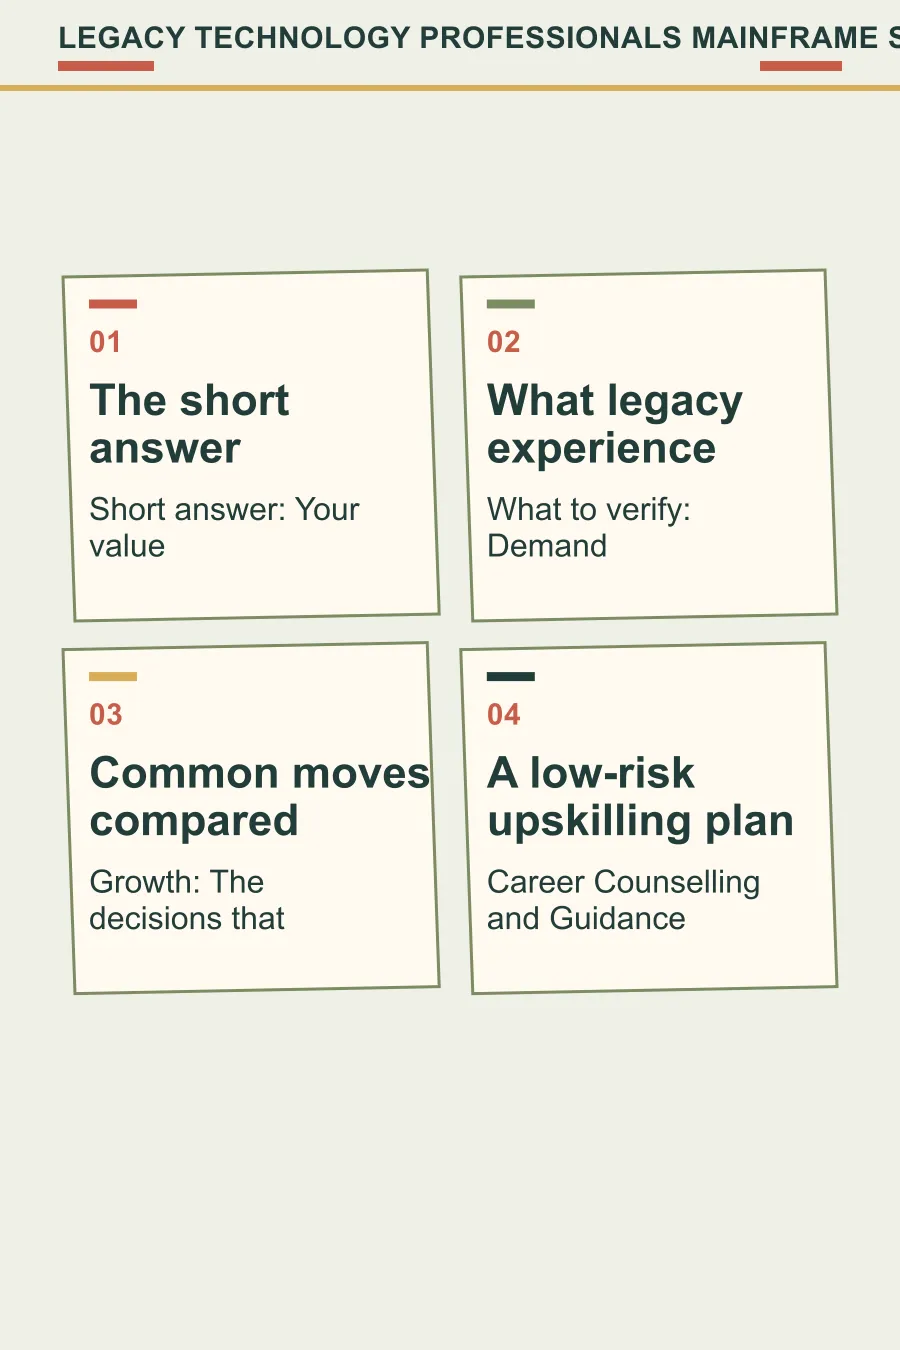 LEGACY TECHNOLOGY PROFESSIONALS MAINFRAME
01
The short
answer
Short answer: Your
value
02
What legacy
experience
What to verify:
Demand
03
Common moves
compared
Growth: The
decisions that
04
A low-risk
upskilling plan
Career Counselling
and Guidance